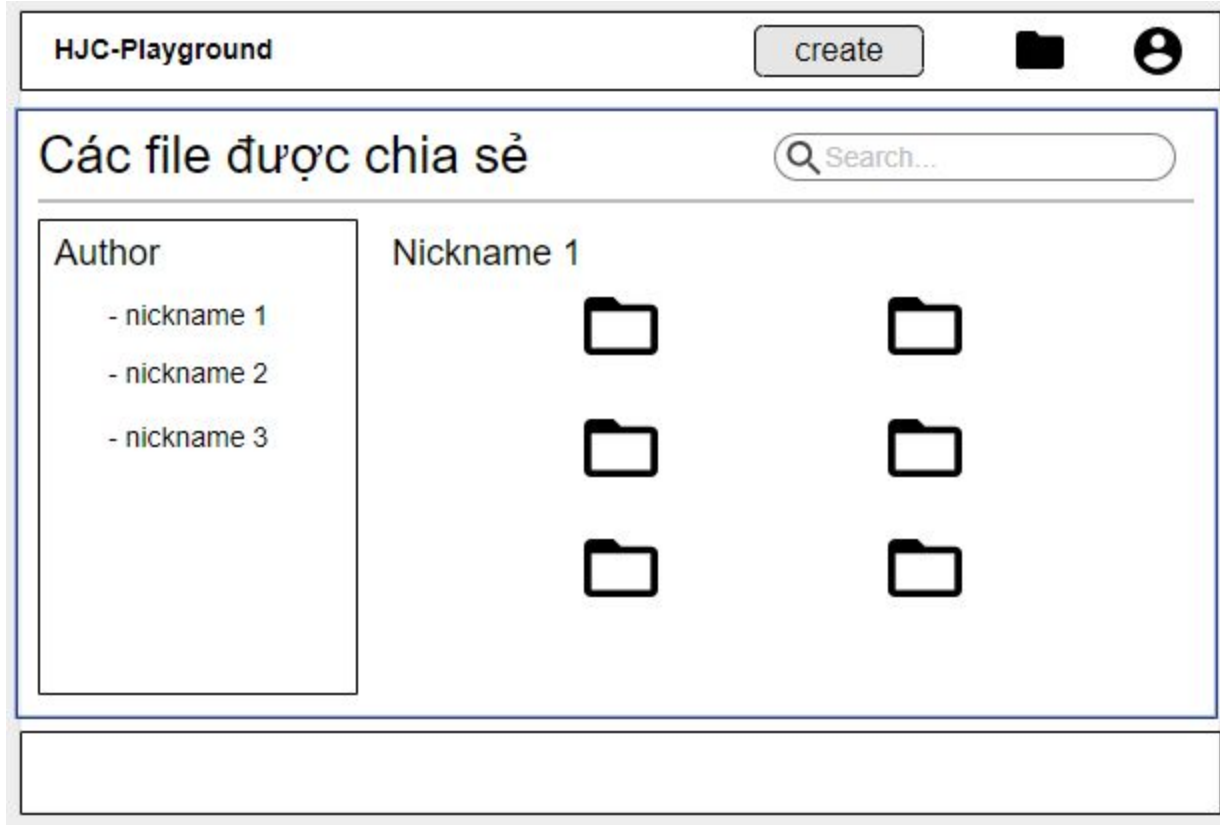 HJC-Playground
create
Các file được chia sẻ
Search...
Author
- nickname 1
- nickname 2
- nickname 3
Nickname 1